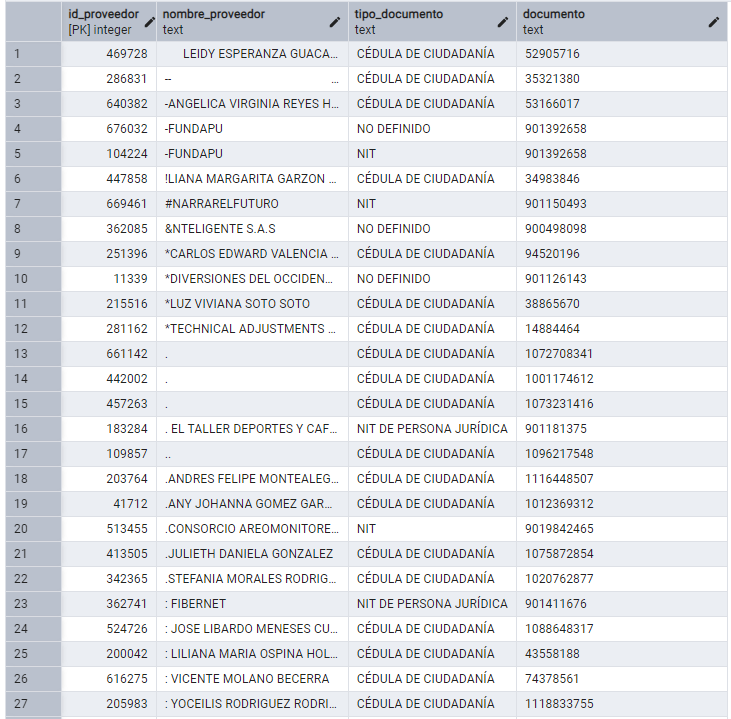 id_proveedor nombre_proveedor tipo_documento documento
[PK] integer text text text
1 469728 LEIDY ESPERANZA GUACA... CÉDULA DE CIUDADANÍA 52905716
2 286831 -- ... CÉDULA DE CIUDADANÍA 35321380
3 640382 -ANGELICA VIRGINIA REYES H... CÉDULA DE CIUDADANÍA 53166017
4 676032 -FUNDAPU NO DEFINIDO 901392658
5 104224 -FUNDAPU NIT 901392658
6 447858 !LIANA MARGARITA GARZON ... CÉDULA DE CIUDADANÍA 34983846
7 669461 #NARRARELFUTURO NIT 901150493
8 362085 &NTELIGENTE S.A.S NO DEFINIDO 900498098
9 251396 *CARLOS EDWARD VALENCIA ... CÉDULA DE CIUDADANÍA 94520196
10 11339 *DIVERSIONES DEL OCCIDEN... NO DEFINIDO 901126143
11 215516 *LUZ VIVIANA SOTO SOTO CÉDULA DE CIUDADANÍA 38865670
12 281162 *TECHNICAL ADJUSTMENTS ... CÉDULA DE CIUDADANÍA 14884464
13 661142 . CÉDULA DE CIUDADANÍA 1072708341
14 442002 . CÉDULA DE CIUDADANÍA 1001174612
15 457263 . CÉDULA DE CIUDADANÍA 1073231416
16 183284 . EL TALLER DEPORTES Y CAF... NIT DE PERSONA JURÍDICA 901181375
17 109857 .. CÉDULA DE CIUDADANÍA 1096217548
18 203764 .ANDRES FELIPE MONTEALEG... CÉDULA DE CIUDADANÍA 1116448507
19 41712 .ANY JOHANNA GOMEZ GAR... CÉDULA DE CIUDADANÍA 1012369312
20 513455 .CONSORCIO AREOMONITORE... NIT 9019842465
21 413505 .JULIETH DANIELA GONZALEZ CÉDULA DE CIUDADANÍA 1075872854
22 342365 .STEFANIA MORALES RODRIG... CÉDULA DE CIUDADANÍA 1020762877
23 362741 : FIBERNET NIT DE PERSONA JURÍDICA 901411676
24 524726 : JOSE LIBARDO MENESES CU... CÉDULA DE CIUDADANÍA 1088648317
25 200042 : LILIANA MARIA OSPINA HOL... CÉDULA DE CIUDADANÍA 43558188
26 616275 : VICENTE MOLANO BECERRA CÉDULA DE CIUDADANÍA 74378561
27 205983 : YOCEILIS RODRIGUEZ RODRI... CÉDULA DE CIUDADANÍA 1118833755